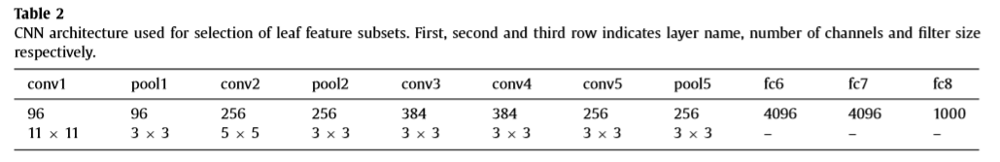 Table 2
CNN architecture used for selection of leaf feature subsets. First, second and third row indicates layer name, number of channels and filter size
respectively.
conv1 pool1 conv2 pool2 conv3 conv4 conv5 pool5 fc6 fc7 fc8
96 96 256 256 384 384 256 256 4096 4096 1000
11 × 11 3 × 3 5 × 5 3 × 3 3 × 3 3 × 3 3 × 3 3 × 3 – – –